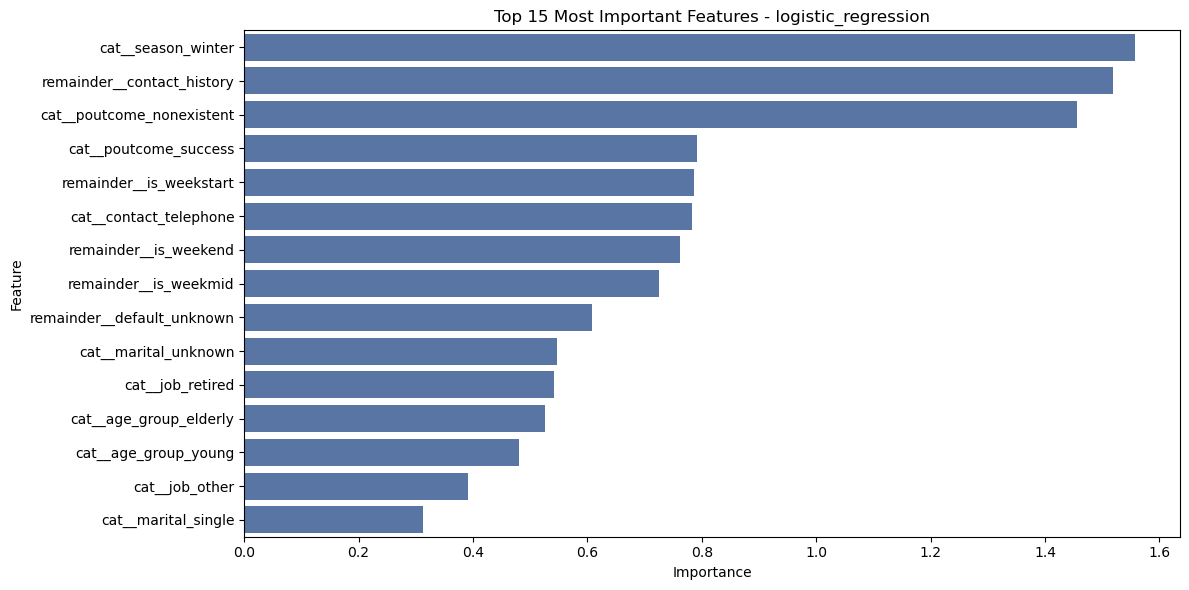 Top 15 Most Important Features - logistic_regression
Feature
cat__season_winter
remainder__contact_history
cat__poutcome_nonexistent
cat__poutcome_success
remainder__is_weekstart
cat__contact_telephone
remainder__is_weekend
remainder__is_weekmid
remainder__default_unknown
cat__marital_unknown
cat__job_retired
cat__age_group_elderly
cat__age_group_young
cat__job_other
cat__marital_single
0.0 0.2 0.4 0.6 0.8 1.0 1.2 1.4 1.6
Importance